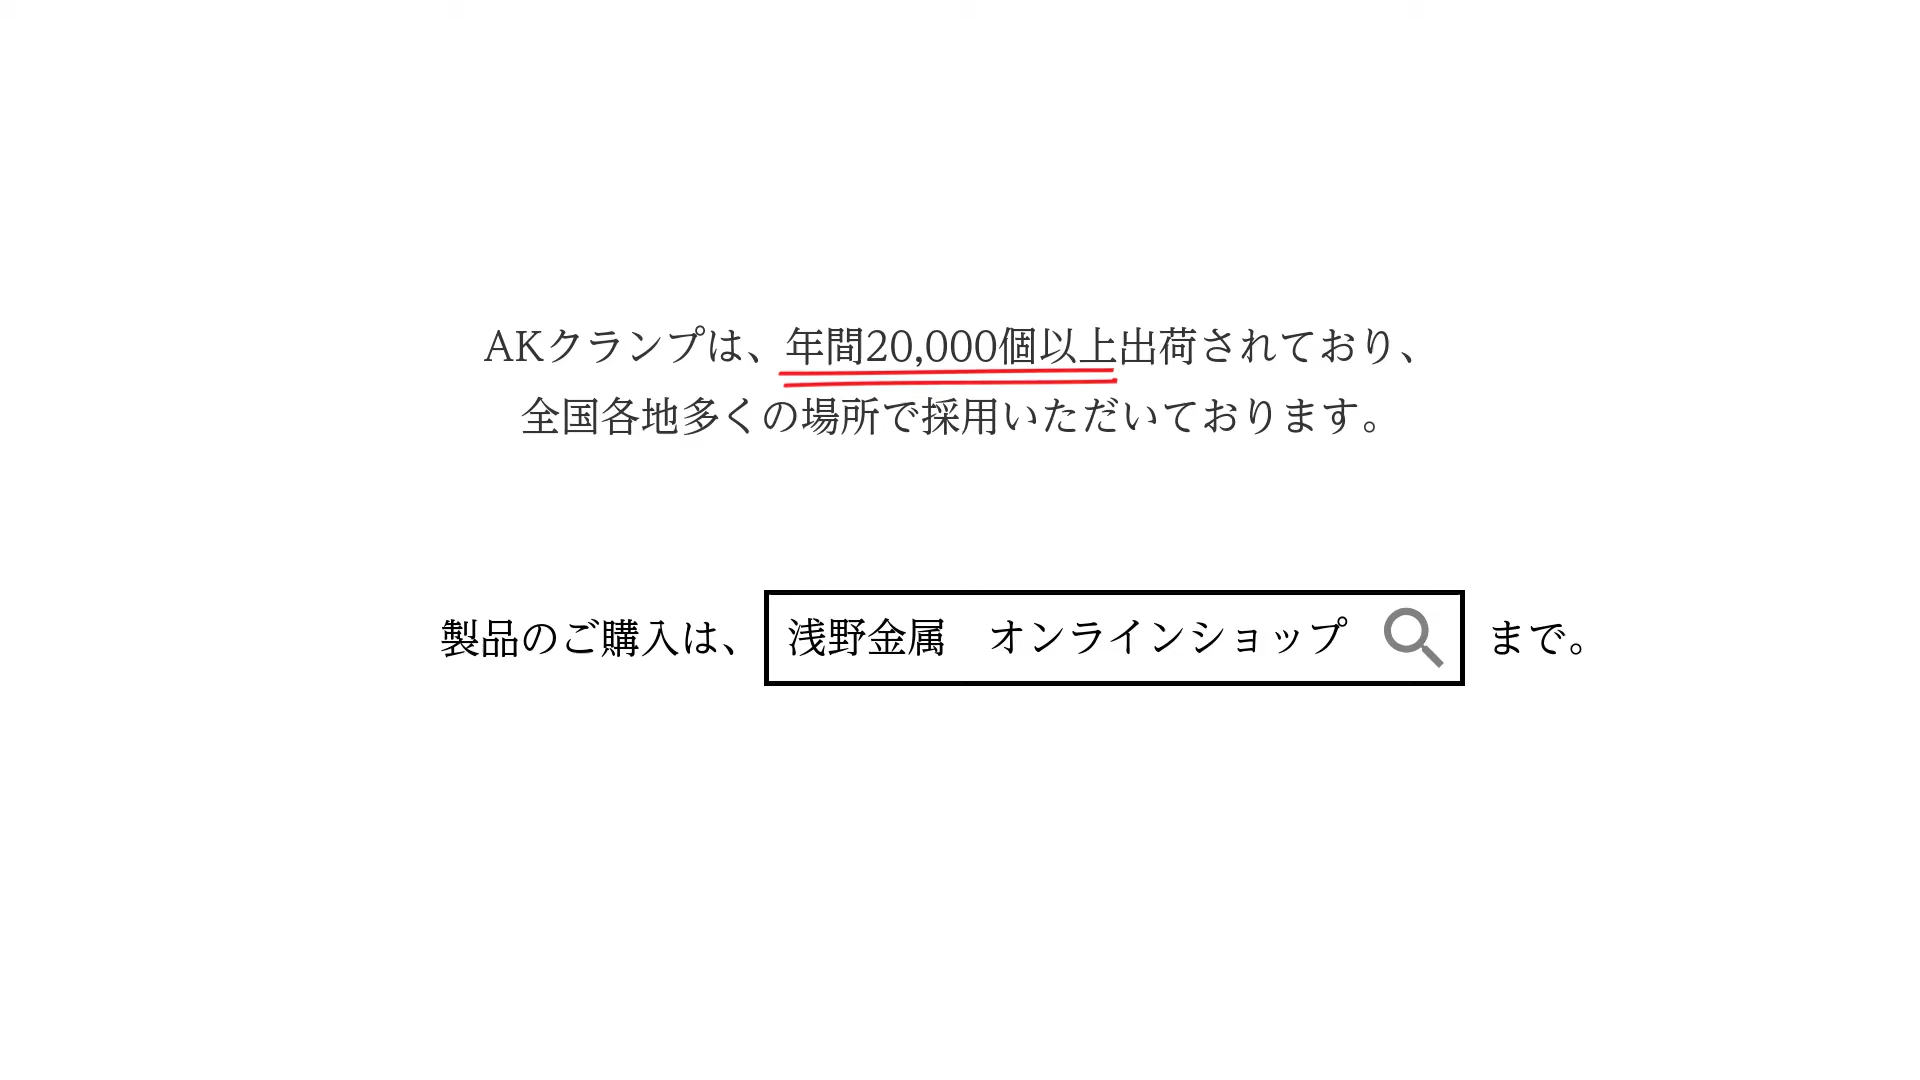 AKクランプは、年間20,000個以上出荷されており、
全国各地多くの場所で採用いただいております。
製品のご購入は、浅野金属　オンラインショップ まで。